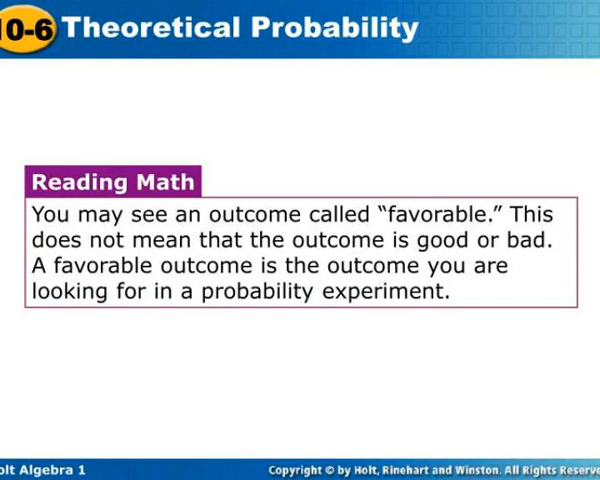 10-6 Theoretical Probability
Reading Math
You may see an outcome called “favorable.” This
does not mean that the outcome is good or bad.
A favorable outcome is the outcome you are
looking for in a probability experiment.
olt Algebra 1
Copyright © by Holt, Rinehart and Winston. All Rights Reserve